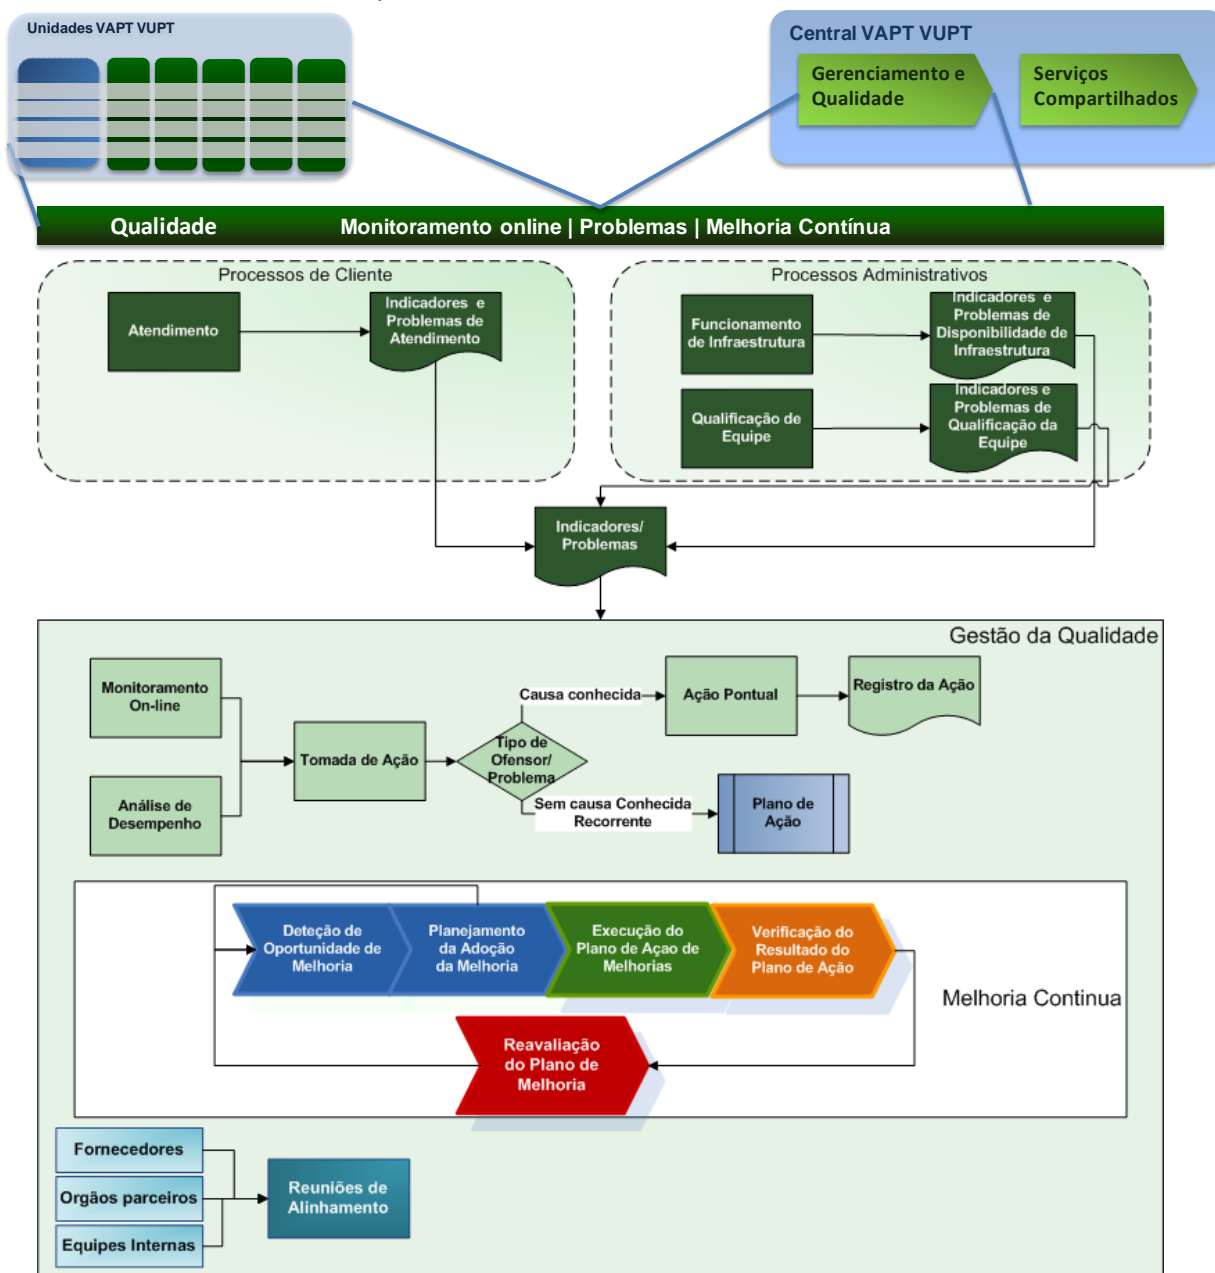 Unidades VAPT VUPT
Central VAPT VUPT
Gerenciamento e
Qualidade
Serviços
Compartilhados
Qualidade
Monitoramento online | Problemas | Melhoria Contínua
Processos de Cliente
Atendimento
Indicadores e
Problemas de
Atendimento
Processos Administrativos
Funcionamento
de Infraestrutura
Indicadores e
Problemas de
Disponibilidade de
Infraestrutura
Qualificação de
Equipe
Indicadores e
Problemas de
Qualificação da
Equipe
Indicadores/
Problemas
Gestão da Qualidade
Monitoramento
On-line
Análise de
Desempenho
Tomada de Ação
Tipo de
Ofensor/
Problema
Causa conhecida
Ação Pontual
Registro da Ação
Sem causa Conhecida
Recorrente
Plano de
Ação
Deteção de
Oportunidade de
Melhoria
Planejamento
da Adoção
da Melhoria
Execução do
Plano de Açao de
Melhorias
Verificação do
Resultado do
Plano de Ação
Melhoria Continua
Reavaliação
do Plano de
Melhoria
Fornecedores
Orgãos parceiros
Equipes Internas
Reuniões de
Alinhamento